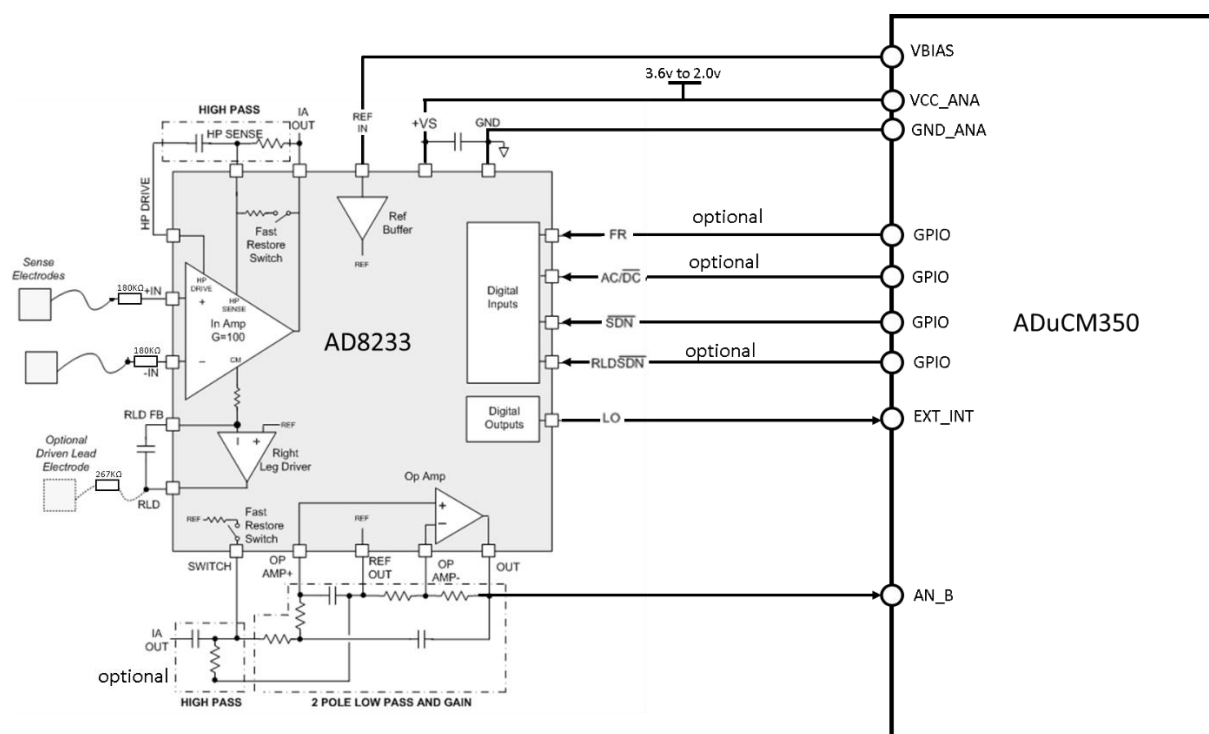 VBIAS
3.6v to 2.0v
VCC_ANA
GND_ANA
HIGH PASS
HP SENSE
IA
OUT
REF
IN
+VS
GND
HP DRIVE
Ref
Buffer
REF
Fast
Restore
Switch
Sense
Electrodes
180KΩ
+IN
HP
DRIVE
HP
SENSE
+
In Amp
G=100
−
CM
180KΩ
-IN
AD8233
Digital
Inputs
FR
optional
GPIO
AC/DC
optional
GPIO
SDN
GPIO
RLDSDN
optional
GPIO
ADuCM350
Digital
Outputs
LO
EXT_INT
RLD FB
Optional
Driven Lead
Electrode
267KΩ
RLD
− +
REF
Right
Leg Driver
Op Amp
+
−
REF
Fast
Restore
Switch
REF
SWITCH
OP
AMP+
REF
OUT
OP
AMP-
OUT
AN_B
IA
OUT
optional
HIGH PASS
2 POLE LOW PASS AND GAIN